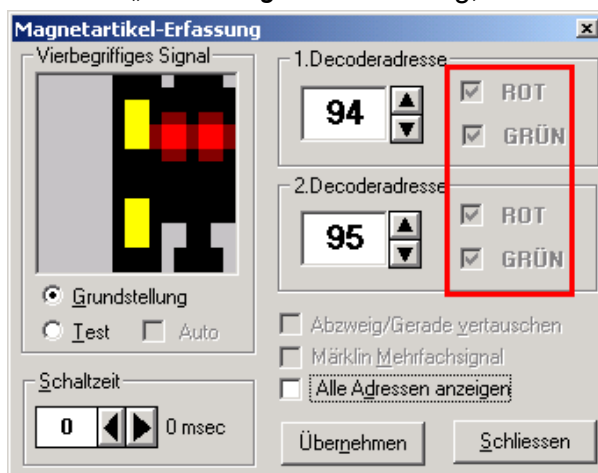 Magnetartikel-Erfassung
Vierbegriffiges Signal
1.Decoderadresse
94
ROT
GRÜN
2.Decoderadresse
95
ROT
GRÜN
Grundstellung
Test
Auto
Abzweig/Gerade vertauschen
Märklin Mehrfachsignal
Alle Adressen anzeigen
Schaltzeit
0
0 msec
Übernehmen
Schliessen